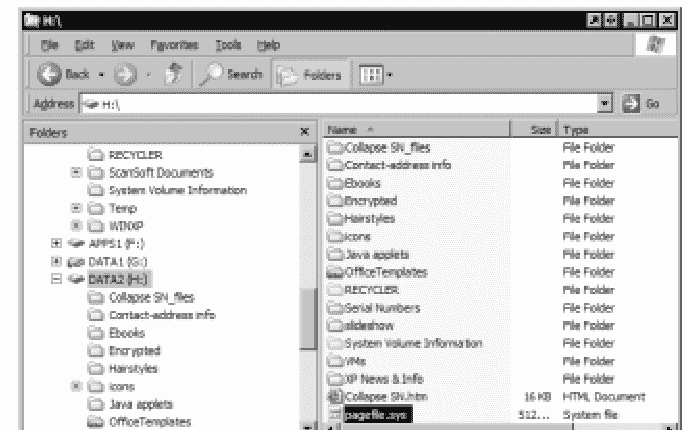 H:\
File Edit View Favorites Tools Help
Back Search Folders
Address H:\ Go
Folders x
RECYCLER
ScanSoft Documents
System Volume Information
Temp
WINXP
APPS1 (F:)
DATA1 (G:)
DATA2 (H:)
Collapse SN_files
Contact-address info
Ebooks
Encrypted
Hairstyles
icons
Java applets
OfficeTemplates
Name Size Type
Collapse SN_files File Folder
Contact-address info File Folder
Ebooks File Folder
Encrypted File Folder
Hairstyles File Folder
icons File Folder
Java applets File Folder
OfficeTemplates File Folder
RECYCLER File Folder
Serial Numbers File Folder
slideshow File Folder
System Volume Information File Folder
VMs File Folder
XP News & Info File Folder
Collapse SN.htm 16 KB HTML Document
pagefile.sys 512... System file